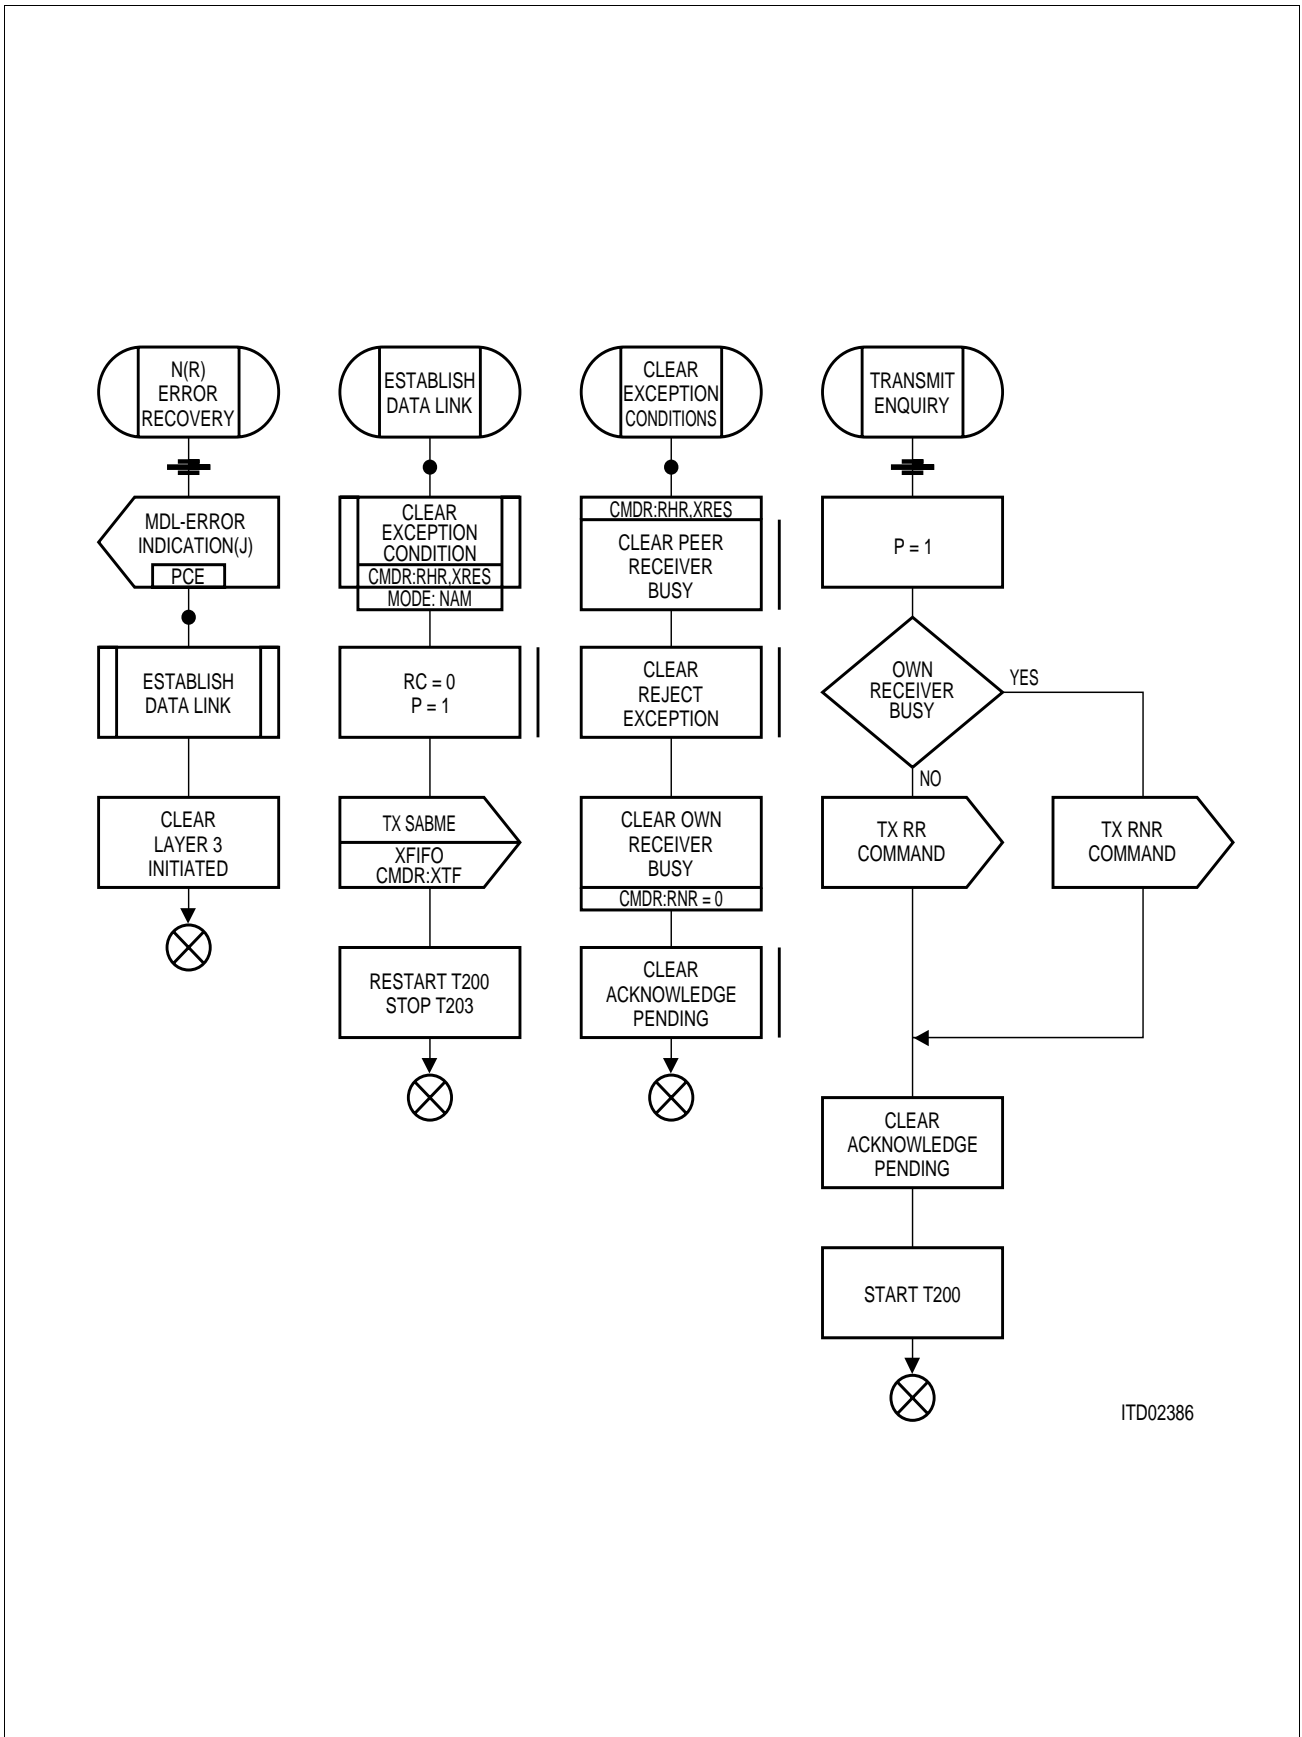 N(R)
ERROR
RECOVERY
MDL-ERROR
INDICATION(J)
PCE
ESTABLISH
DATA LINK
CLEAR
LAYER 3
INITIATED
ESTABLISH
DATA LINK
CLEAR
EXCEPTION
CONDITION
CMDR:RHR,XRES
MODE: NAM
RC = 0
P = 1
TX SABME
XFIFO
CMDR:XTF
RESTART T200
STOP T203
CLEAR
EXCEPTION
CONDITIONS
CMDR:RHR,XRES
CLEAR PEER
RECEIVER
BUSY
CLEAR
REJECT
EXCEPTION
CLEAR OWN
RECEIVER
BUSY
CMDR:RNR = 0
CLEAR
ACKNOWLEDGE
PENDING
TRANSMIT
ENQUIRY
P = 1
OWN
RECEIVER
BUSY
YES
NO
TX RR
COMMAND
TX RNR
COMMAND
CLEAR
ACKNOWLEDGE
PENDING
START T200
ITD02386